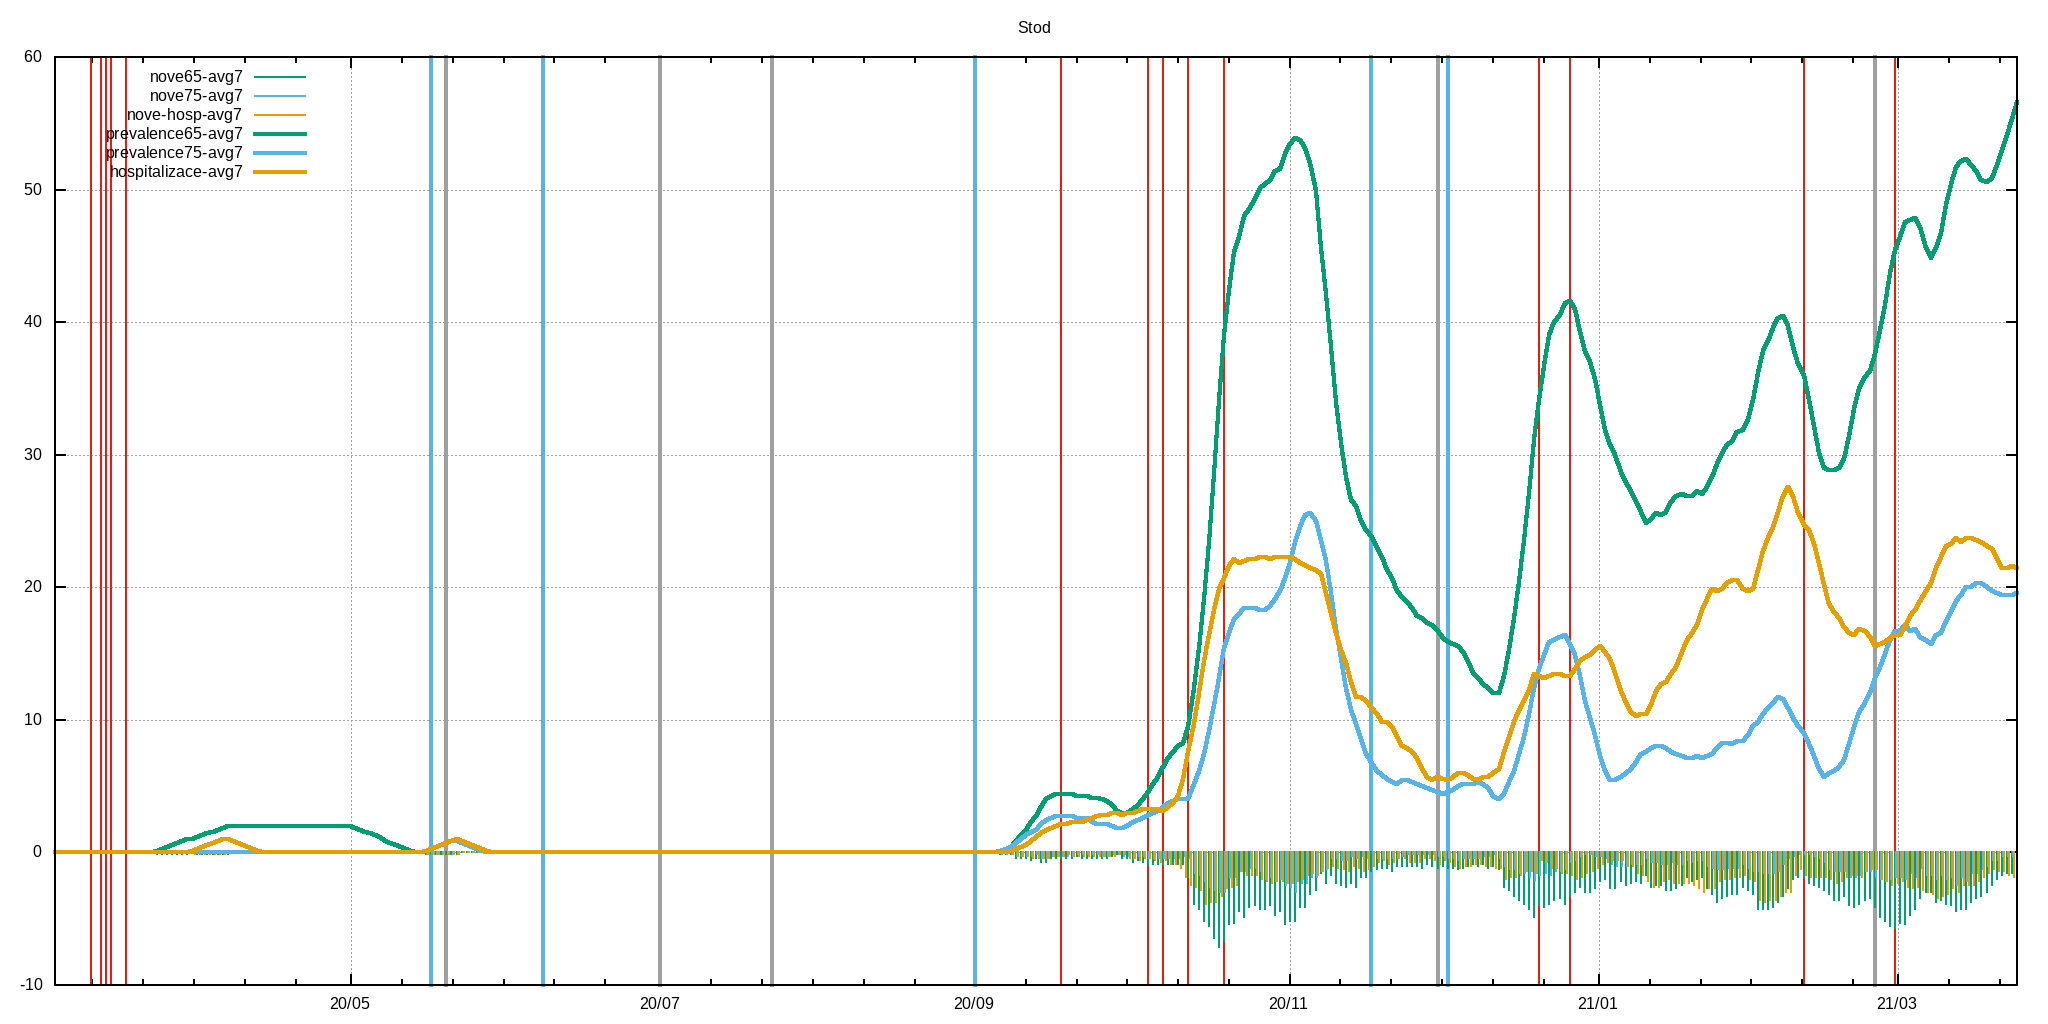 Stod
60
50
40
30
20
10
0
-10
nove65-avg7
nove75-avg7
nove-hosp-avg7
prevalence65-avg7
prevalence75-avg7
hospitalizace-avg7
20/05
20/07
20/09
20/11
21/01
21/03